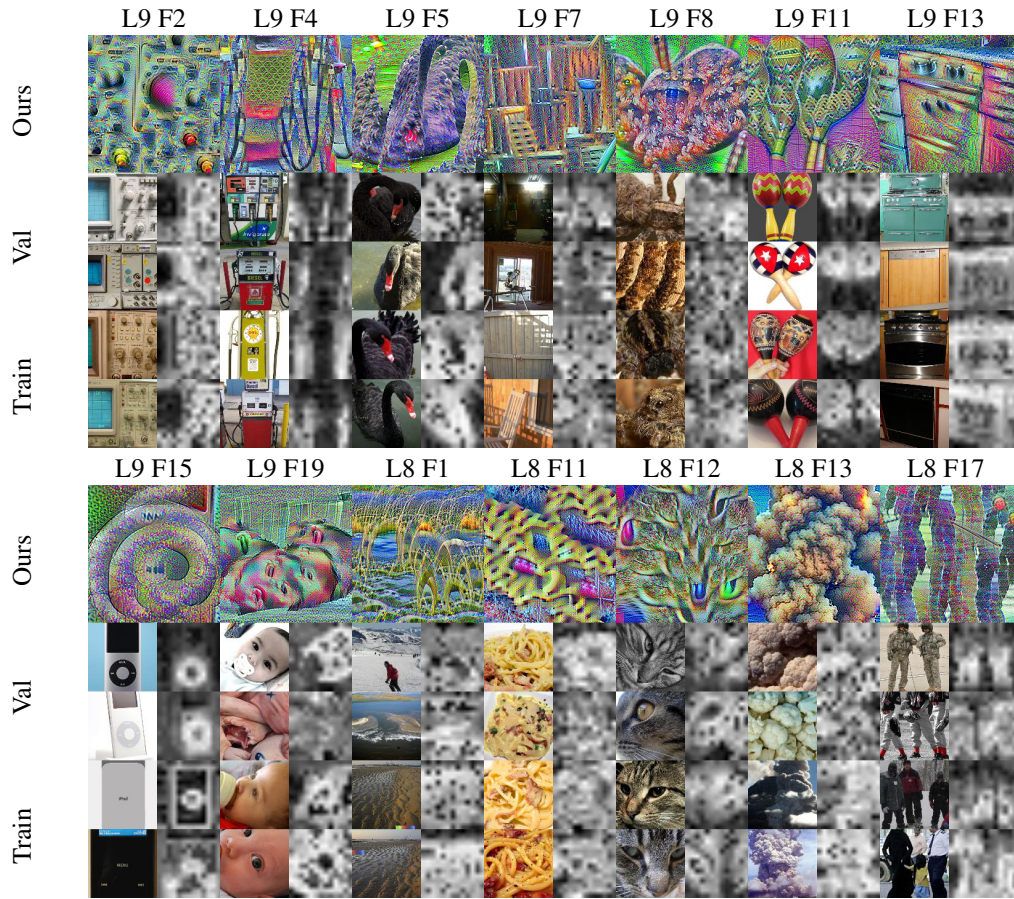 L9 F2 L9 F4 L9 F5 L9 F7 L9 F8 L9 F11 L9 F13
Ours
Val
Train
L9 F15 L9 F19 L8 F1 L8 F11 L8 F12 L8 F13 L8 F17
Ours
Val
Train
iPod
MENU